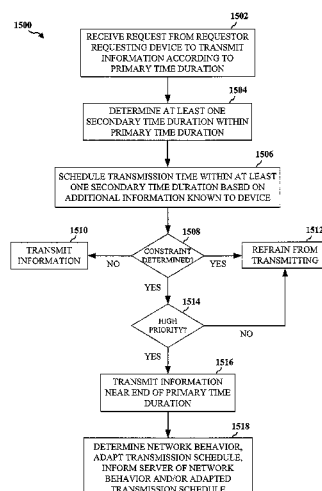 1500
1502
RECEIVE REQUEST FROM REQUESTOR
REQUESTING DEVICE TO TRANSMIT
INFORMATION ACCORDING TO
PRIMARY TIME DURATION
1504
DETERMINE AT LEAST ONE
SECONDARY TIME DURATION WITHIN
PRIMARY TIME DURATION
1506
SCHEDULE TRANSMISSION TIME WITHIN AT LEAST
ONE SECONDARY TIME DURATION BASED ON
ADDITIONAL INFORMATION KNOWN TO DEVICE
1508
CONSTRAINT
DETERMINED?
1510
TRANSMIT
INFORMATION
NO
YES
1512
REFRAIN FROM
TRANSMITTING
YES
1514
HIGH
PRIORITY?
NO
YES
1516
TRANSMIT INFORMATION
NEAR END OF PRIMARY TIME
DURATION
1518
DETERMINE NETWORK BEHAVIOR,
ADAPT TRANSMISSION SCHEDULE,
INFORM SERVER OF NETWORK
BEHAVIOR AND/OR ADAPTED
TRANSMISSION SCHEDULE